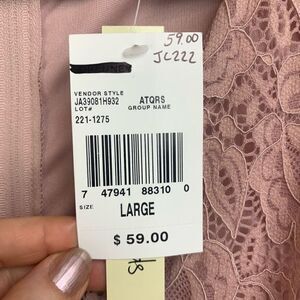 59.00
JL222
VENDOR STYLE
JA39081H932
LOT#
221-1275
ATQRS
GROUP NAME
7 47941 88310 0
SIZE
LARGE
$ 59.00